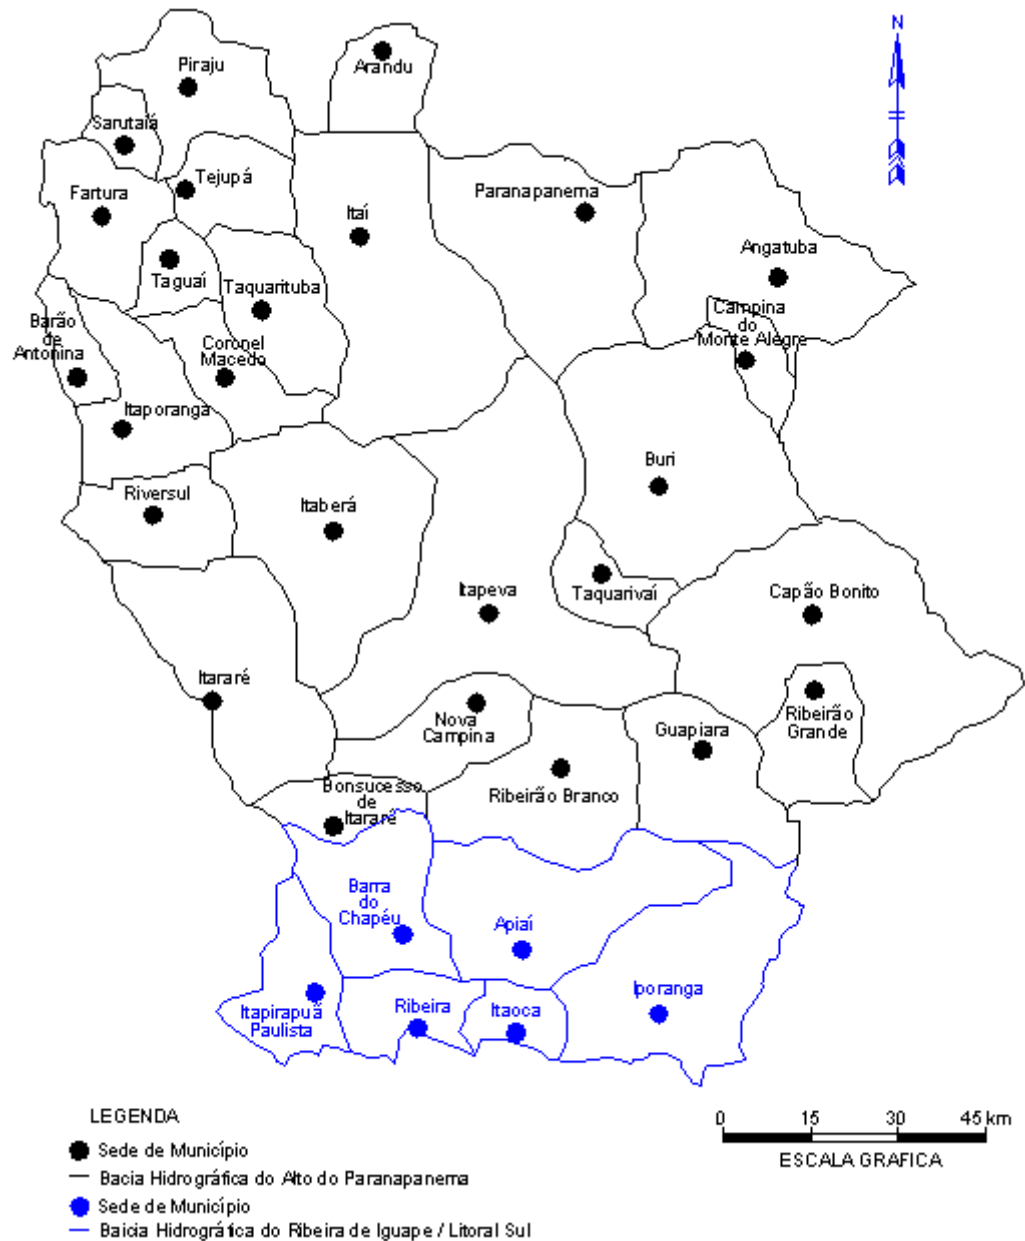 N
Piraju
Arandu
Sarutaiá
Tejupá
Fartura
Itaí
Paranapanema
Angatuba
Taguaí
Taquarituba
Campina
do
Monte Alegre
Barão
de
Antonina
Coronel
Macedo
Itaporanga
Buri
Riversul
Itaberá
Itapeva
Taquarivaí
Capão Bonito
Itararé
Nova
Campina
Guapiara
Ribeirão
Grande
Bonsucesso
de
Itararé
Ribeirão Branco
Barra
do
Chapéu
Apiaí
Itapirapuã
Paulista
Ribeira
Itaoca
Iporanga
LEGENDA
Sede de Município
Bacia Hidrográfica do Alto do Paranapanema
Sede de Município
Baicia Hidrográfica do Ribeira de Iguape / Litoral Sul
0 15 30 45 km
ESCALA GRAFICA